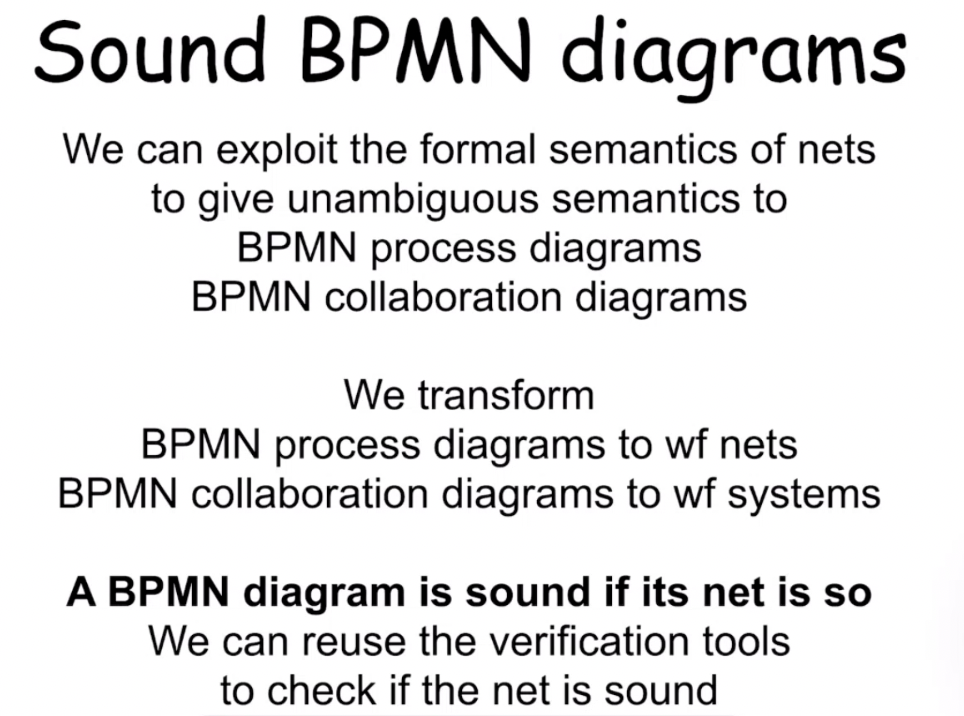 Sound BPMN diagrams
We can exploit the formal semantics of nets
to give unambiguous semantics to
BPMN process diagrams
BPMN collaboration diagrams
We transform
BPMN process diagrams to wf nets
BPMN collaboration diagrams to wf systems
A BPMN diagram is sound if its net is so
We can reuse the verification tools
to check if the net is sound